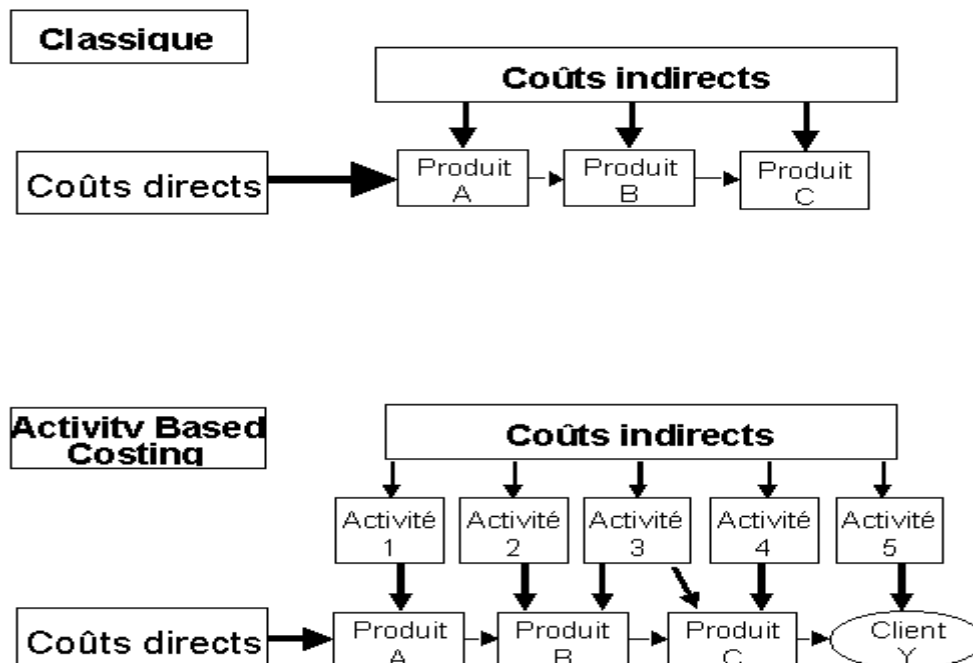 Classique
Coûts indirects
Coûts directs
Produit
A
Produit
B
Produit
C
Activity Based
Costing
Coûts indirects
Activité
1
Activité
2
Activité
3
Activité
4
Activité
5
Coûts directs
Produit
A
Produit
B
Produit
C
Client
Y